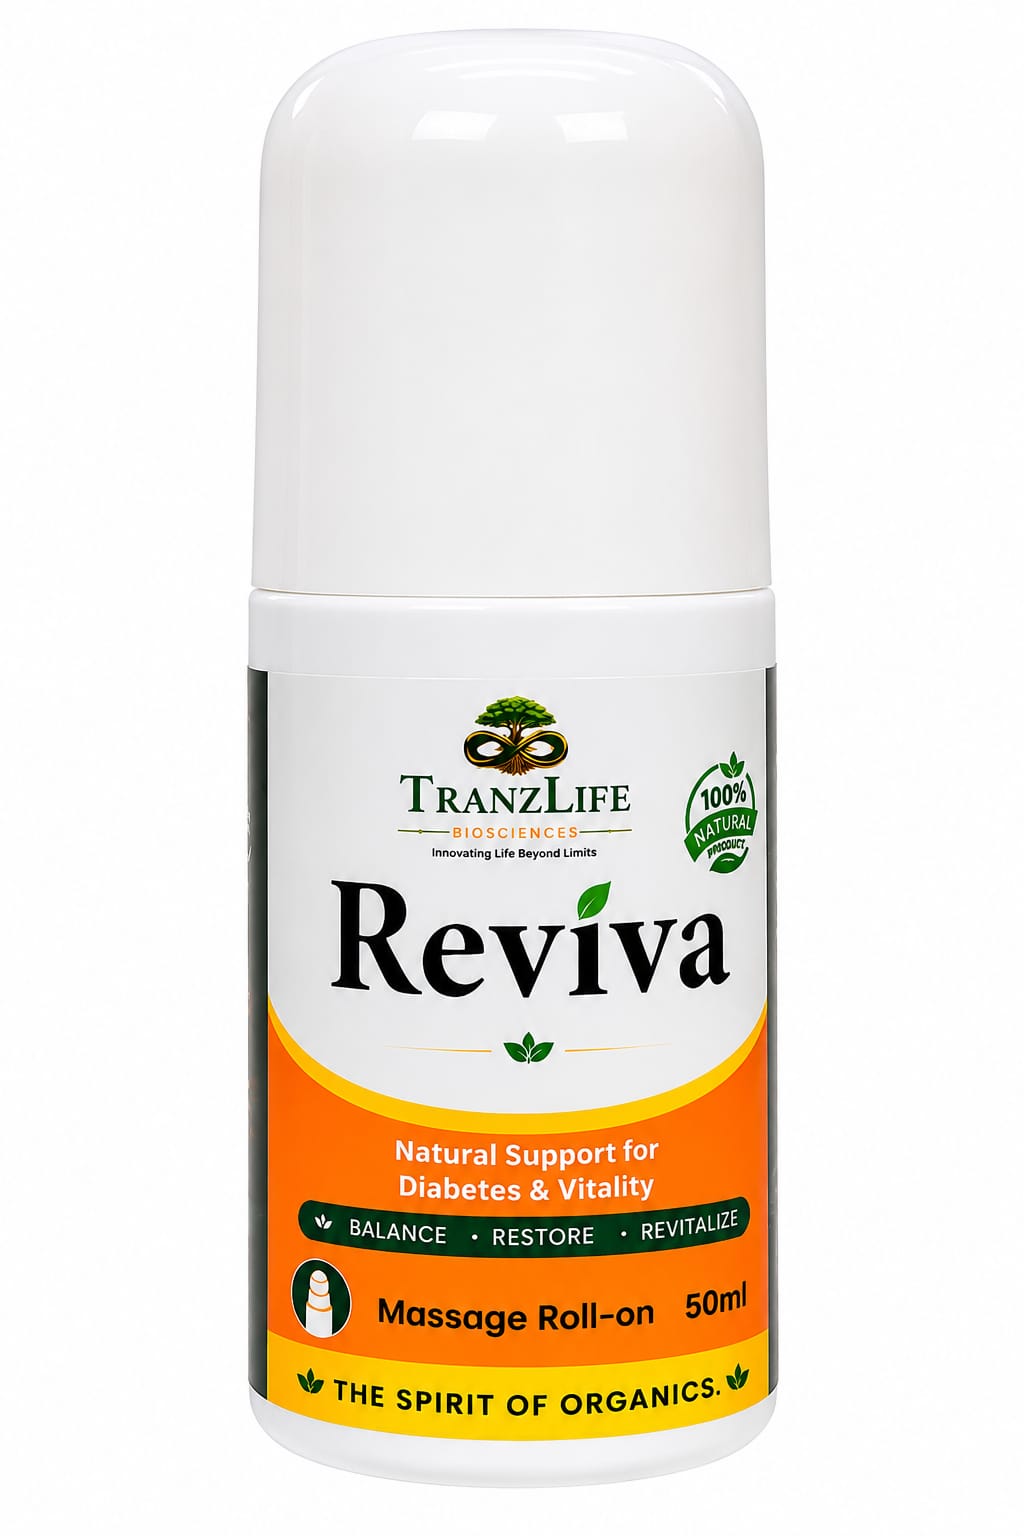 TRANZLIFE
BIOSCIENCES
Innovating Life Beyond Limits
100%
NATURAL
PRODUCT
Reviva
Natural Support for
Diabetes & Vitality
BALANCE • RESTORE • REVITALIZE
Massage Roll-on 50ml
THE SPIRIT OF ORGANICS.